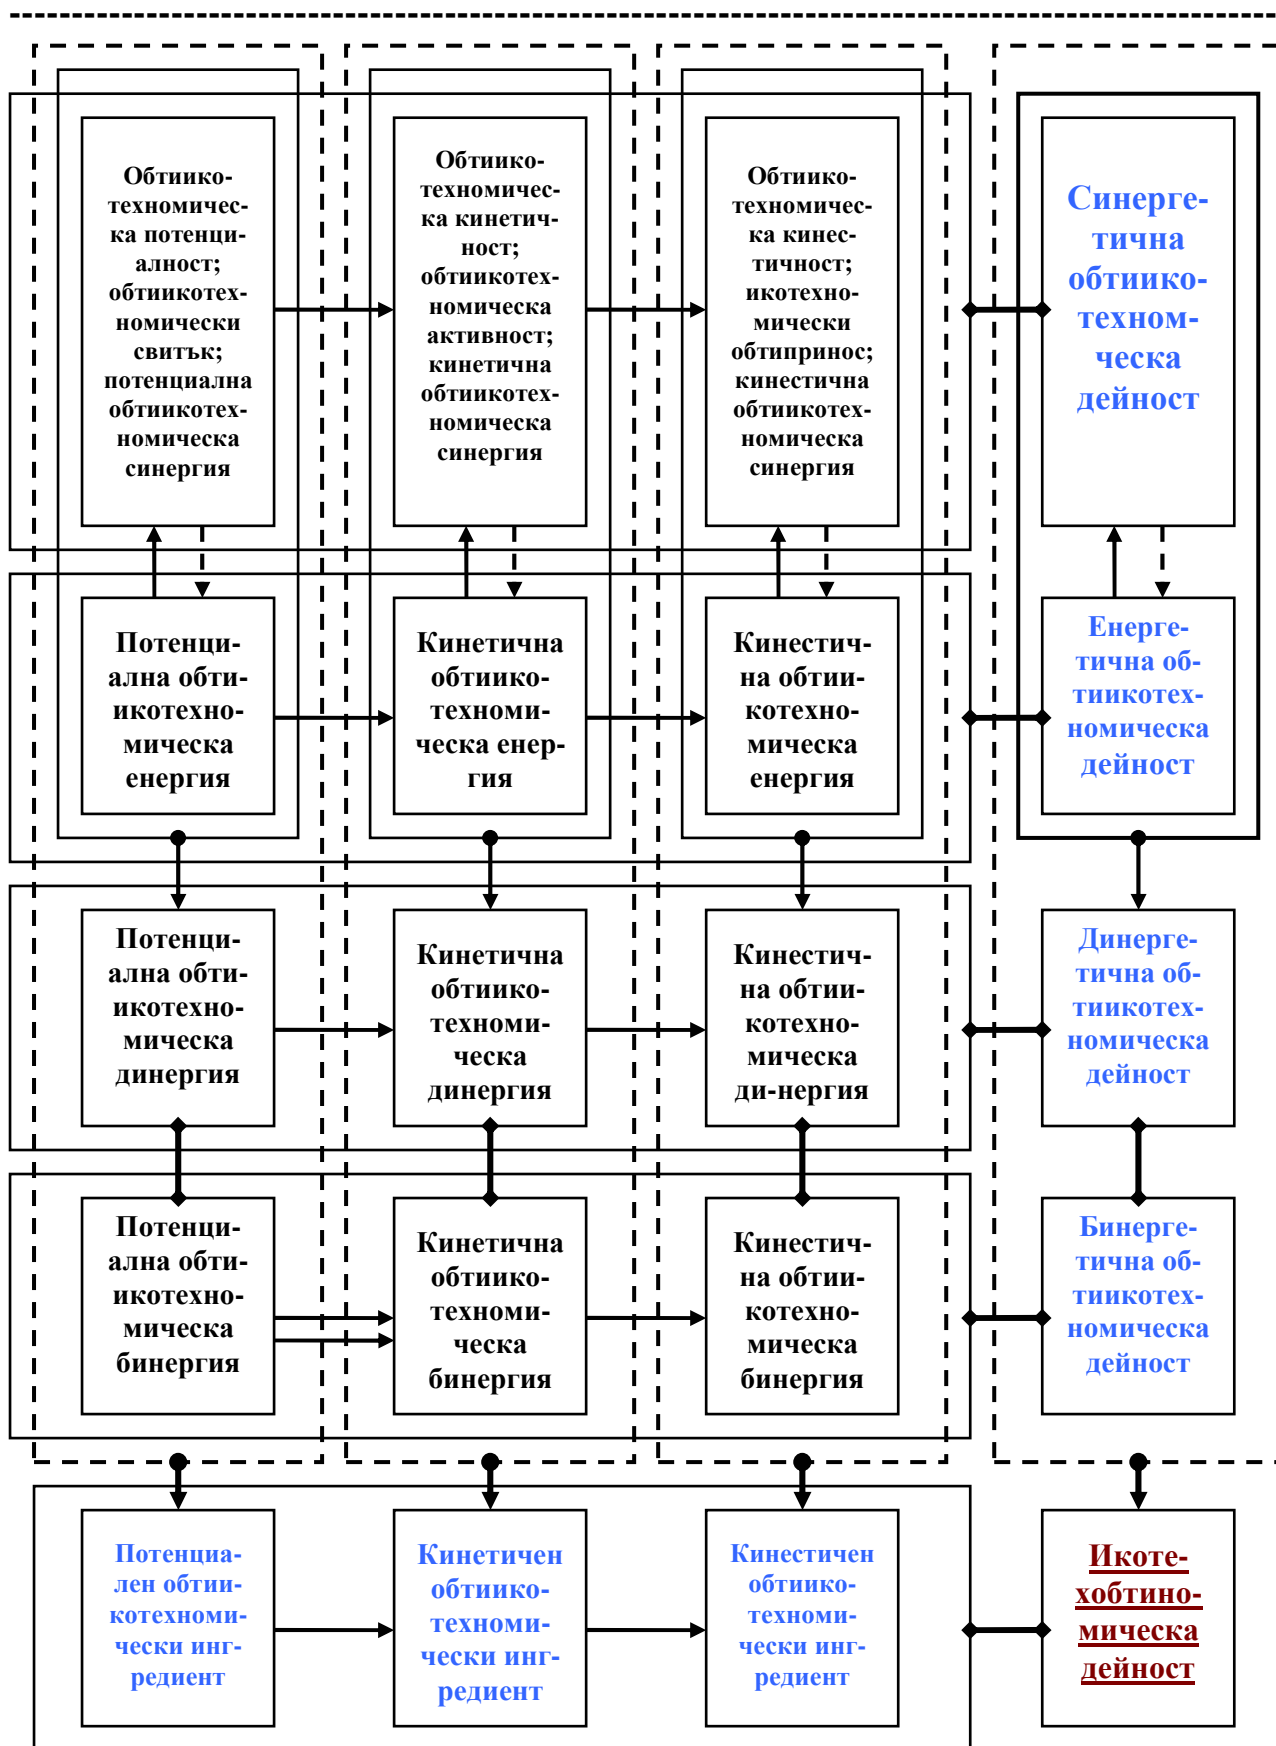 Обтиико-
техномичес-
ка потенци-
алност;
обтиикотех-
номически
свитък;
потенциална
обтиикотех-
номическа
синергия
Обтиико-
техномичес-
ка кинетич-
ност;
обтиикотех-
номическа
активност;
кинетична
обтиикотех-
номическа
синергия
Обтиико-
техномичес-
ка кинес-
тичност;
икотехно-
мически
обтипринос;
кинестична
обтиикотех-
номическа
синергия
Синерге-
тична
обтиико-
техном-
ческа
дейност
Потенци-
ална обти-
икотехно-
мическа
енергия
Кинетична
обтиико-
техноми-
ческа енер-
гия
Кинестич-
на обтии-
котехно-
мическа
енергия
Енерге-
тична об-
тиикотех-
номическа
дейност
Потенци-
ална обти-
икотехно-
мическа
динергия
Кинетична
обтиико-
техноми-
ческа
динергия
Кинестич-
на обтии-
котехно-
мическа
ди-нергия
Динерге-
тична об-
тиикотех-
номическа
дейност
Потенци-
ална обти-
икотехно-
мическа
бинергия
Кинетична
обтиико-
техноми-
ческа
бинергия
Кинестич-
на обтии-
котехно-
мическа
бинергия
Бинерге-
тична об-
тиикотех-
номическа
дейност
Потенциа-
лен обтии-
котехноми-
чески инг-
редиент
Кинетичен
обтиико-
техноми-
чески инг-
редиент
Кинестичен
обтиико-
техноми-
чески инг-
редиент
Икоте-
хобтино-
мическа
дейност